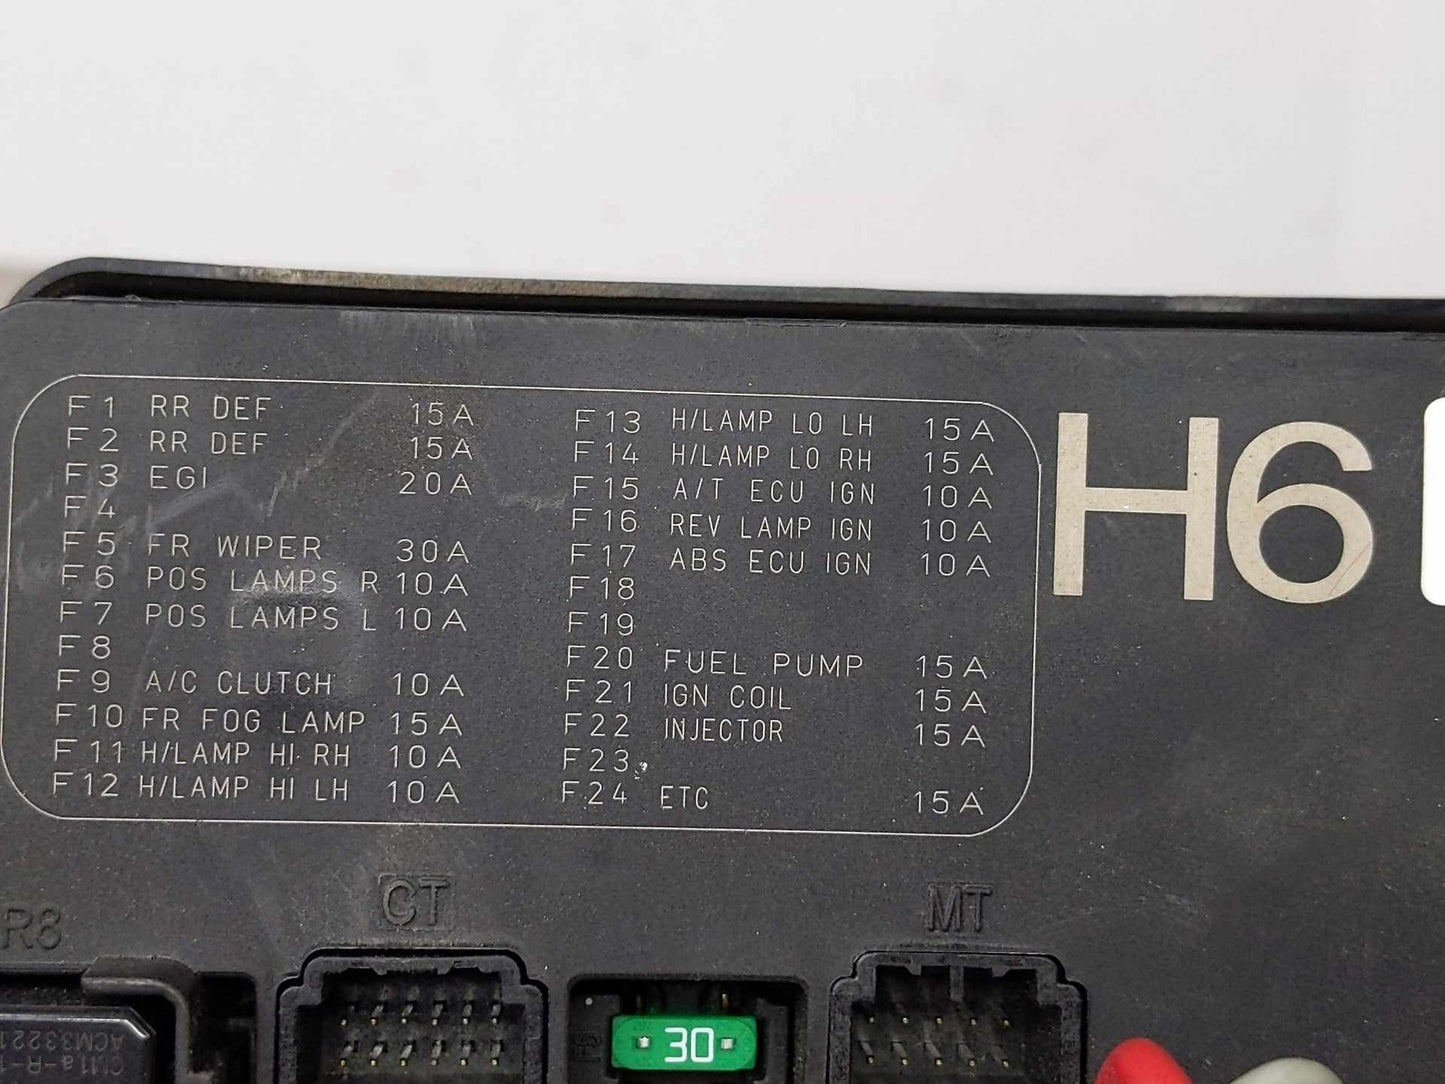 F1 RR DEF 15A
F2 RR DEF 15A
F3 EGI 20A
F4
F5 FR WIPER 30A
F6 POS LAMPS R 10A
F7 POS LAMPS L 10A
F8
F9 A/C CLUTCH 10A
F10 FR FOG LAMP 15A
F11 H/LAMP HI RH 10A
F12 H/LAMP HI LH 10A
F13 H/LAMP LO LH 15A
F14 H/LAMP LO RH 15A
F15 A/T ECU IGN 10A
F16 REV LAMP IGN 10A
F17 ABS ECU IGN 10A
F18
F19
F20 FUEL PUMP 15A
F21 IGN COIL 15A
F22 INJECTOR 15A
F23
F24 ETC 15A
H6
R8
CT
MT
30
ACM33221